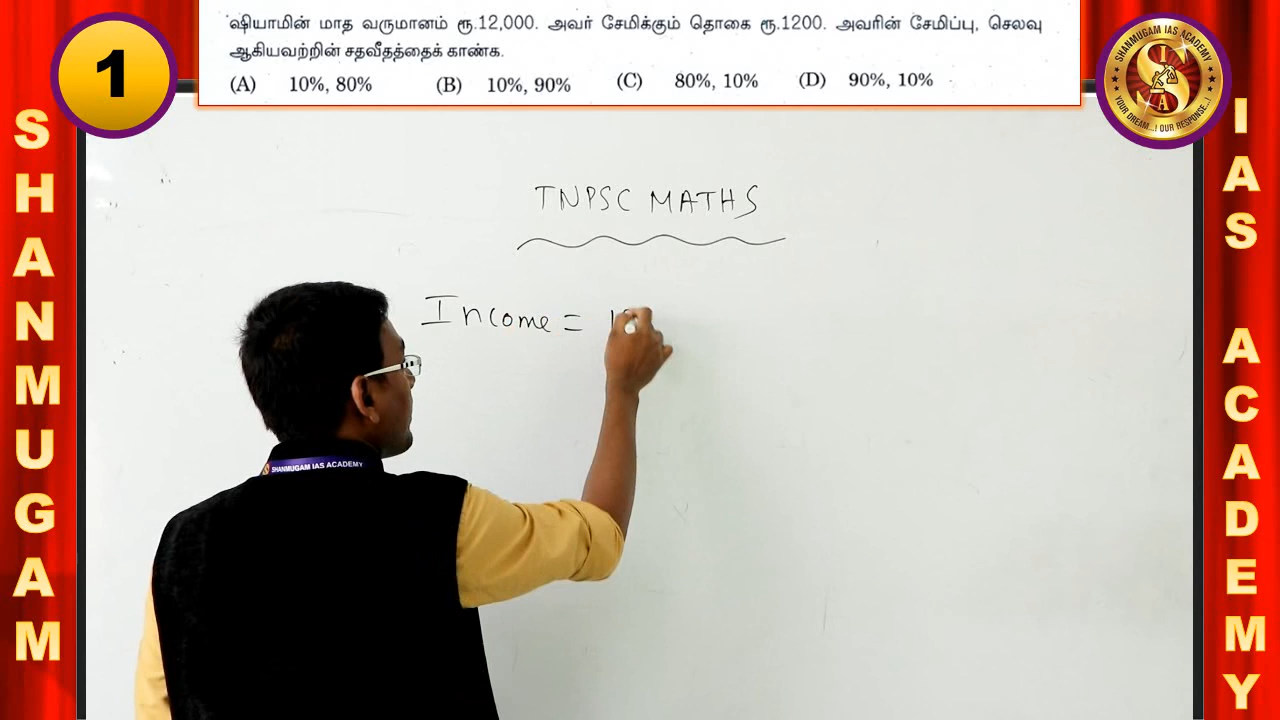 1
ஷியாமின் மாத வருமானம் ரூ.12,000. அவர் சேமிக்கும் தொகை ரூ.1200. அவரின் சேமிப்பு, செலவு
ஆகியவற்றின் சதவீதத்தைக் காண்க.
(A) 10%, 80% (B) 10%, 90% (C) 80%, 10% (D) 90%, 10%
SHANMUGAM IAS ACADEMY
YOUR DREAM...! OUR RESPONSE...!
SHANMUGAM
IAS ACADEMY
TNPSC MATHS
Income = 1
SHANMUGAM IAS ACADEMY